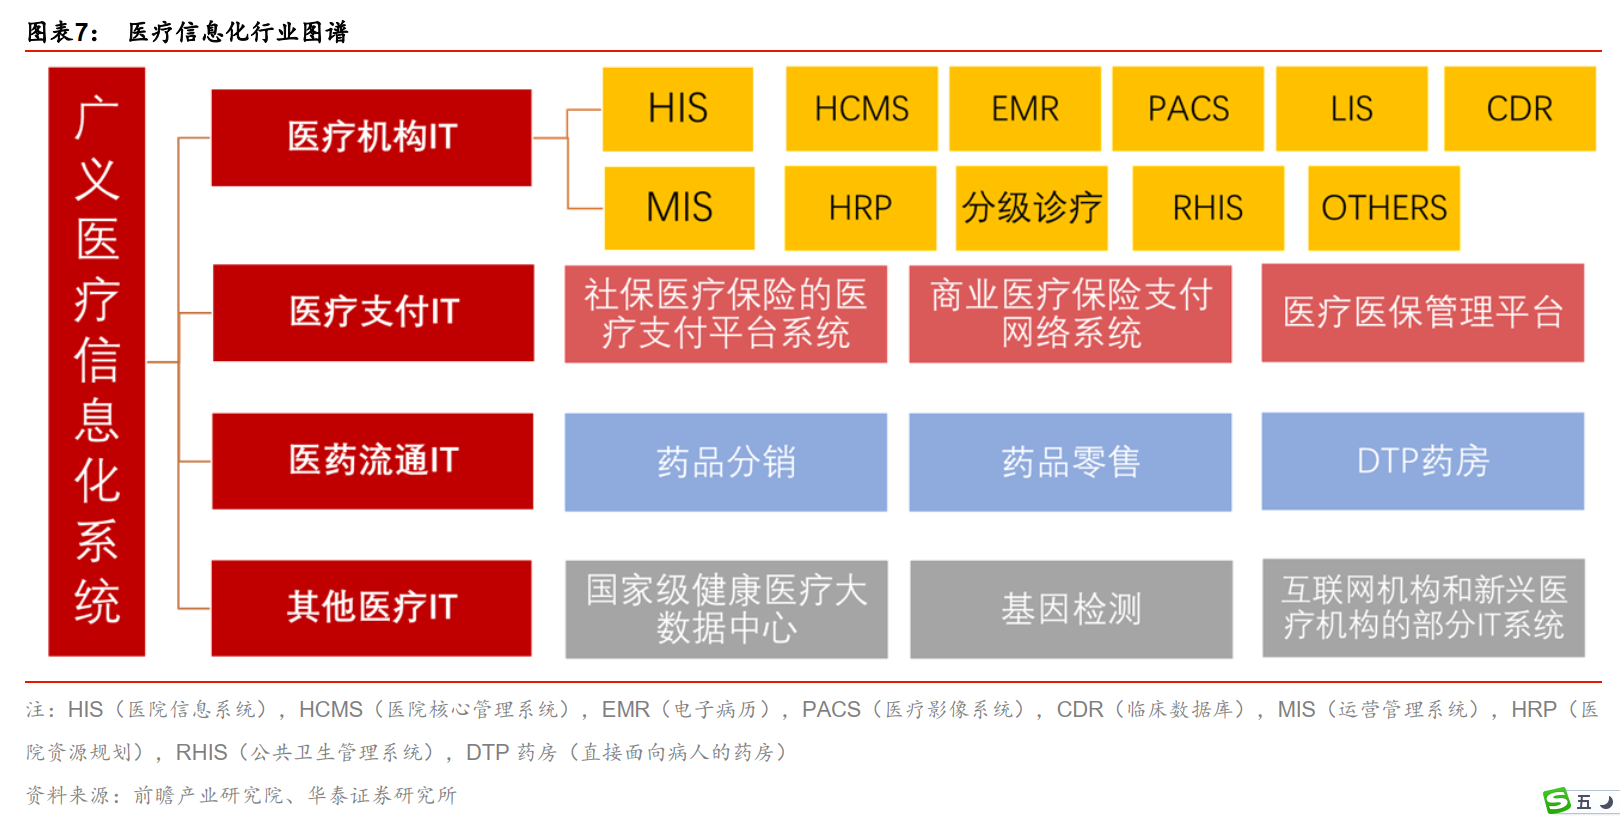 图表7： 医疗信息化行业图谱
广义医疗信息化系统
医疗机构IT
HIS
HCMS
EMR
PACS
LIS
CDR
MIS
HRP
分级诊疗
RHIS
OTHERS
医疗支付IT
社保医疗保险的医
疗支付平台系统
商业医疗保险支付
网络系统
医疗医保管理平台
医药流通IT
药品分销
药品零售
DTP药房
其他医疗IT
国家级健康医疗大
数据中心
基因检测
互联网机构和新兴医
疗机构的部分IT系统
注：HIS（医院信息系统），HCMS（医院核心管理系统），EMR（电子病历），PACS（医疗影像系统），CDR（临床数据库），MIS（运营管理系统），HRP（医
院资源规划），RHIS（公共卫生管理系统），DTP 药房（直接面向病人的药房）
资料来源：前瞻产业研究院、华泰证券研究所
S 五